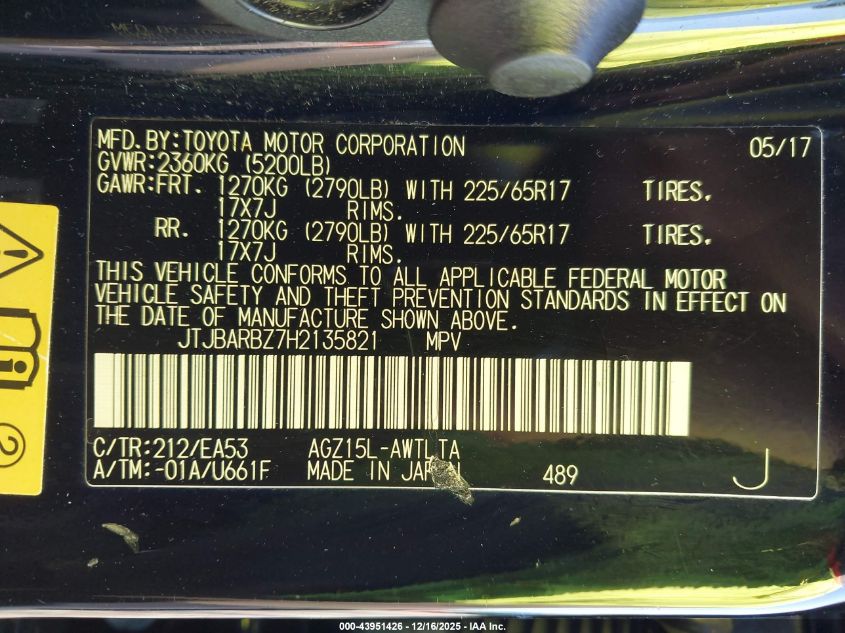 MFD.BY:TOYOTA MOTOR CORPORATION 05/17
GVWR:2360KG (5200LB)
GAWR:FRT. 1270KG (2790LB) WITH 225/65R17 TIRES.
17X7J RIMS.
RR. 1270KG (2790LB) WITH 225/65R17 TIRES.
17X7J RIMS.
THIS VEHICLE CONFORMS TO ALL APPLICABLE FEDERAL MOTOR
VEHICLE SAFETY AND THEFT PREVENTION STANDARDS IN EFFECT ON
THE DATE OF MANUFACTURE SHOWN ABOVE.
JTJBARBZ7H2135821 MPV
C/TR:212/EA53 AGZ15L-AWTLTA
A/TM:-01A/U661F MADE IN JAPAN 489 J
2
000-43951426 - 12/16/2025 - IAA Inc.